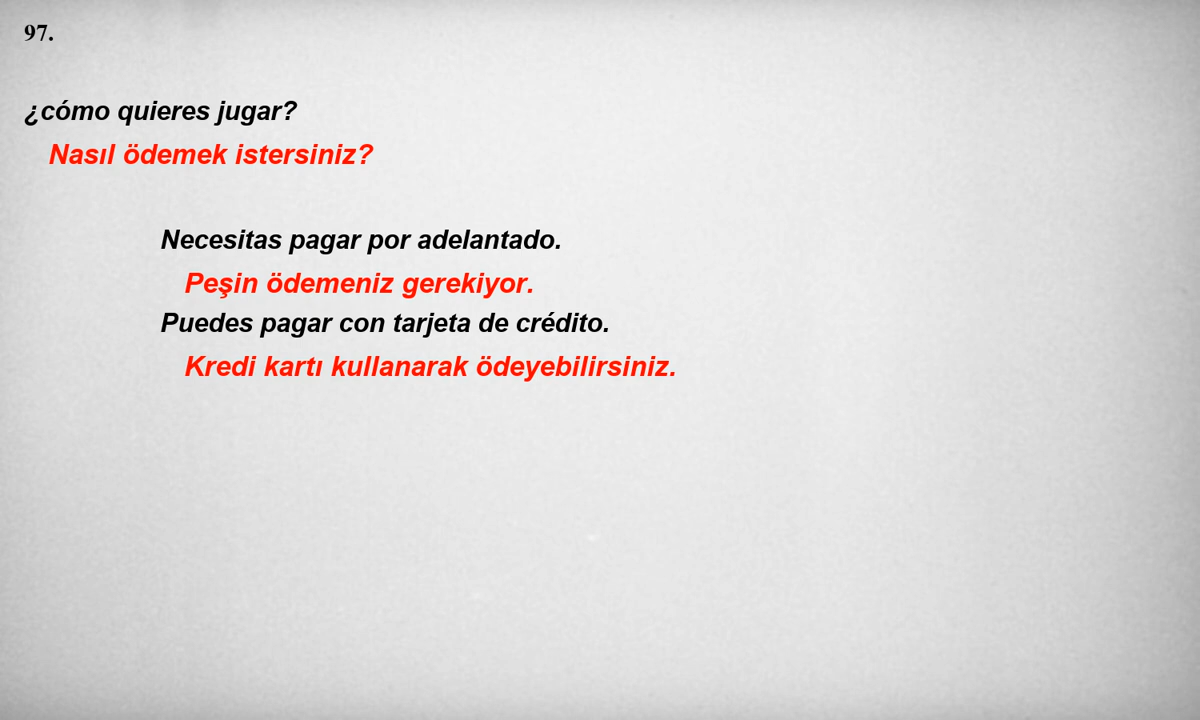 97.
¿cómo quieres jugar?
Nasıl ödemek istersiniz?
Necesitas pagar por adelantado.
Peşin ödemeniz gerekiyor.
Puedes pagar con tarjeta de crédito.
Kredi kartı kullanarak ödeyebilirsiniz.